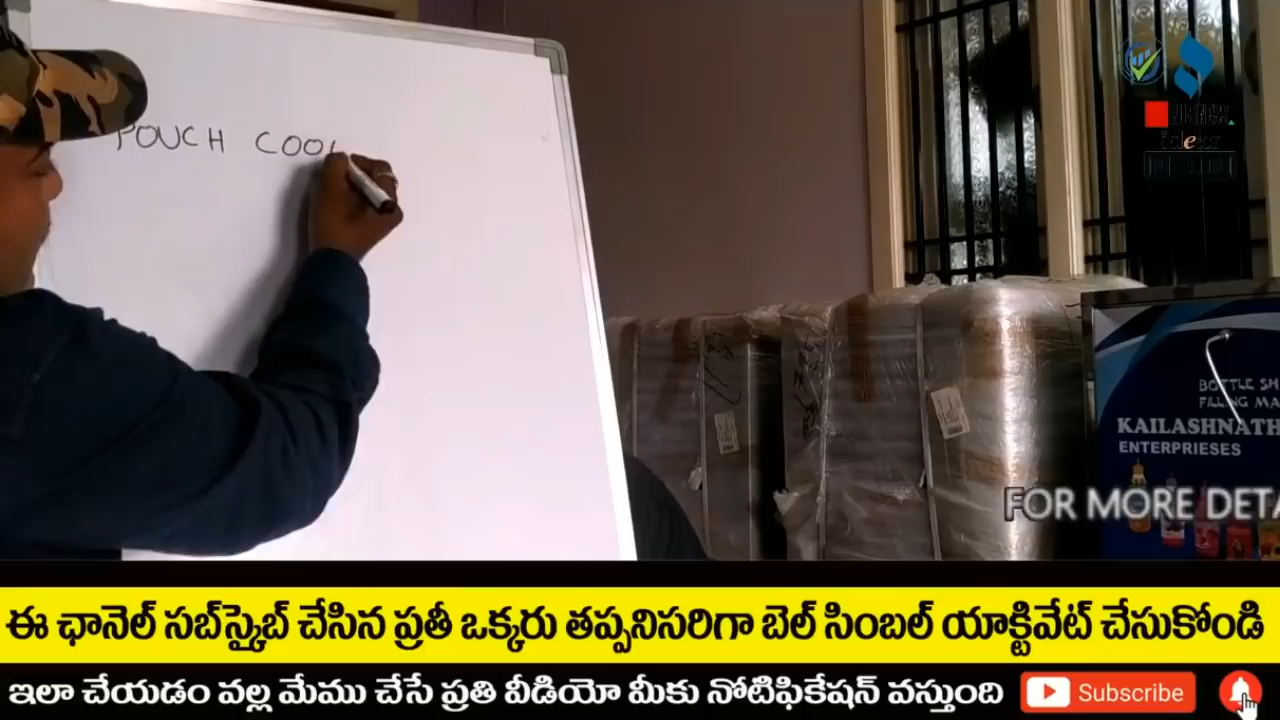 POUCH COOL
BOTTLE SH
FILLING MA
KAILASHNATH
ENTERPRIESES
FOR MORE DETA
ఈ ఛానెల్ సబ్‌స్క్రైబ్ చేసిన ప్రతీ ఒక్కరు తప్పనిసరిగా బెల్ సింబల్ యాక్టివేట్ చేసుకోండి
ఇలా చేయడం వల్ల మేము చేసే ప్రతి వీడియో మీకు నోటిఫికేషన్ వస్తుంది
Subscribe